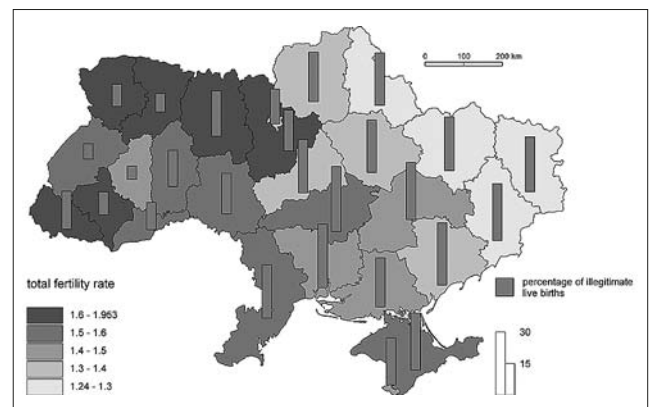 0 100 200 km
total fertility rate
1.6 - 1.963
1.5 - 1.6
1.4 - 1.5
1.3 - 1.4
1.24 - 1.3
percentage of illegitimate
live births
30
15